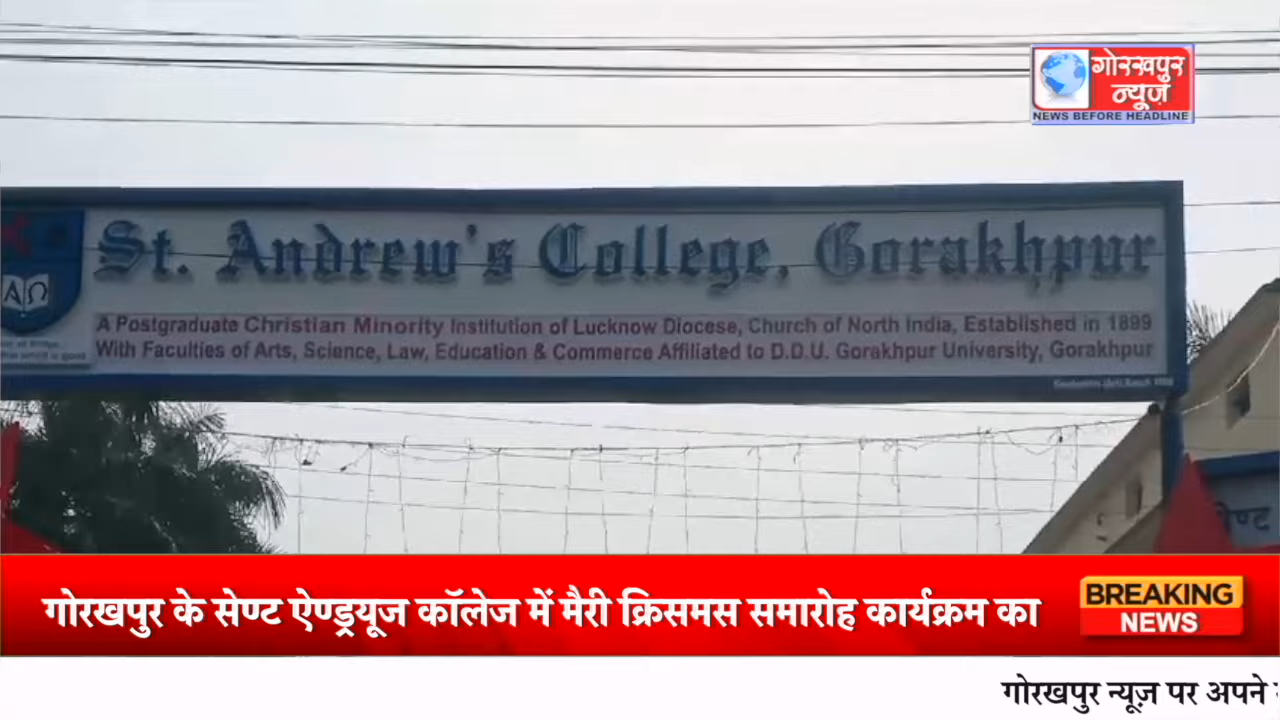 गोरखपुर
न्यूज़
NEWS BEFORE HEADLINE
St. Andrew's College, Gorakhpur
A Postgraduate Christian Minority Institution of Lucknow Diocese, Church of North India, Established in 1899
With Faculties of Arts, Science, Law, Education & Commerce Affiliated to D.D.U. Gorakhpur University, Gorakhpur
ΑΩ
गोरखपुर के सेण्ट ऐण्ड्रयूज कॉलेज में मैरी क्रिसमस समारोह कार्यक्रम का
BREAKING
NEWS
गोरखपुर न्यूज़ पर अपने